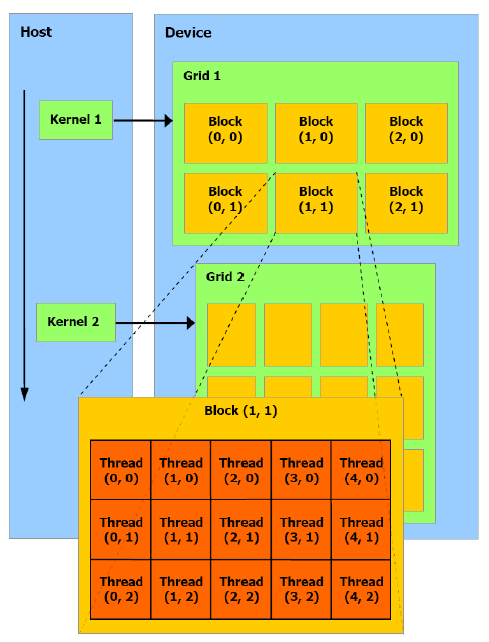 Host
Device
Grid 1
Kernel 1
Block
(0, 0)
Block
(1, 0)
Block
(2, 0)
Block
(0, 1)
Block
(1, 1)
Block
(2, 1)
Grid 2
Kernel 2
Block (1, 1)
Thread
(0, 0)
Thread
(1, 0)
Thread
(2, 0)
Thread
(3, 0)
Thread
(4, 0)
Thread
(0, 1)
Thread
(1, 1)
Thread
(2, 1)
Thread
(3, 1)
Thread
(4, 1)
Thread
(0, 2)
Thread
(1, 2)
Thread
(2, 2)
Thread
(3, 2)
Thread
(4, 2)